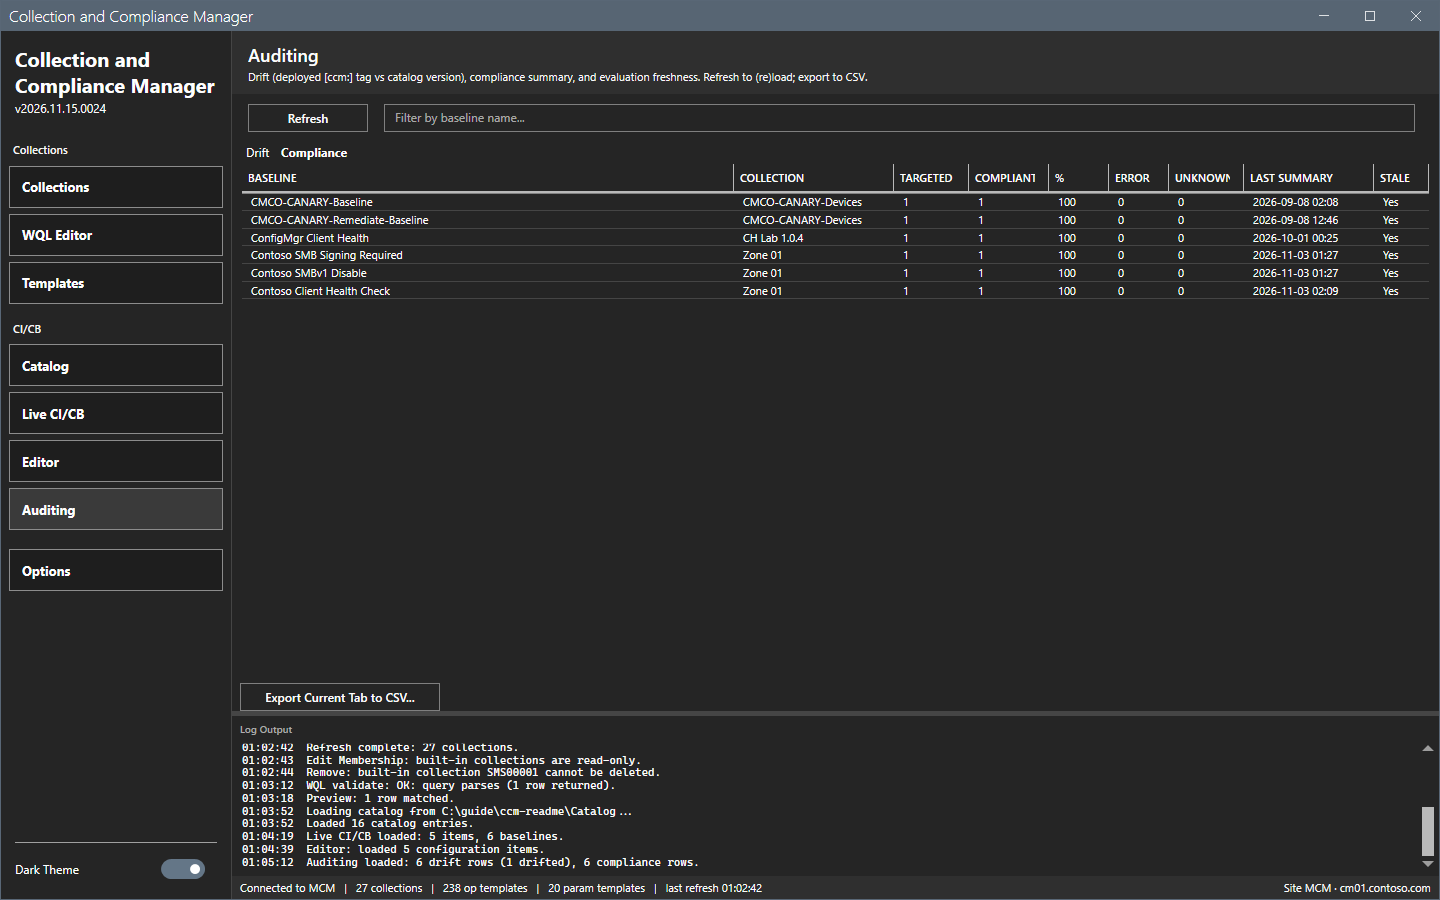 Collection and Compliance Manager
Collection and
Compliance Manager
v2026.11.15.0024
Collections
Collections
WQL Editor
Templates
CI/CB
Catalog
Live CI/CB
Editor
Auditing
Options
Dark Theme
Auditing
Drift (deployed [ccm:] tag vs catalog version), compliance summary, and evaluation freshness. Refresh to (re)load; export to CSV.
Refresh Filter by baseline name...
Drift Compliance
BASELINE COLLECTION TARGETED COMPLIANT % ERROR UNKNOWN LAST SUMMARY STALE
CMCO-CANARY-Baseline CMCO-CANARY-Devices 1 1 100 0 0 2026-09-08 02:08 Yes
CMCO-CANARY-Remediate-Baseline CMCO-CANARY-Devices 1 1 100 0 0 2026-09-08 12:46 Yes
ConfigMgr Client Health CH Lab 1.0.4 1 1 100 0 0 2026-10-01 00:25 Yes
Contoso SMB Signing Required Zone 01 1 1 100 0 0 2026-11-03 01:27 Yes
Contoso SMBv1 Disable Zone 01 1 1 100 0 0 2026-11-03 01:27 Yes
Contoso Client Health Check Zone 01 1 1 100 0 0 2026-11-03 02:09 Yes
Export Current Tab to CSV...
Log Output
01:02:42 Refresh complete: 27 collections.
01:02:43 Edit Membership: built-in collections are read-only.
01:02:44 Remove: built-in collection SMS00001 cannot be deleted.
01:03:12 WQL validate: OK: query parses (1 row returned).
01:03:18 Preview: 1 row matched.
01:03:52 Loading catalog from C:\guide\ccm-readme\Catalog...
01:03:52 Loaded 16 catalog entries.
01:04:19 Live CI/CB loaded: 5 items, 6 baselines.
01:04:39 Editor: loaded 5 configuration items.
01:05:12 Auditing loaded: 6 drift rows (1 drifted), 6 compliance rows.
Connected to MCM | 27 collections | 238 op templates | 20 param templates | last refresh 01:02:42 Site MCM · cm01.contoso.com